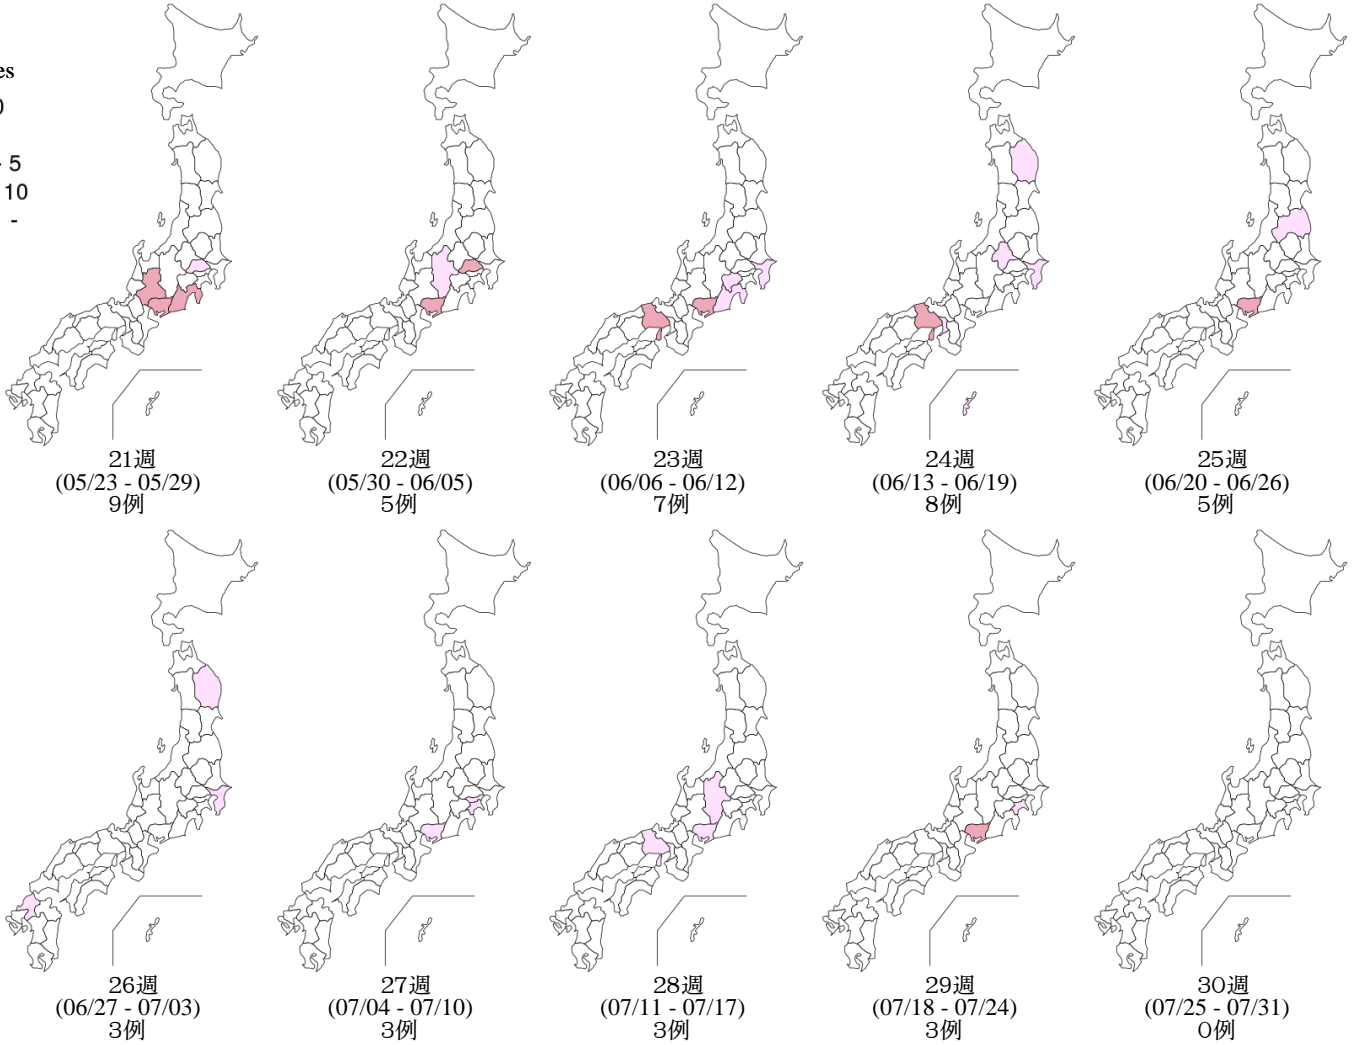 es
0
- 5
10
-
21週
(05/23 - 05/29)
9例
22週
(05/30 - 06/05)
5例
23週
(06/06 - 06/12)
7例
24週
(06/13 - 06/19)
8例
25週
(06/20 - 06/26)
5例
26週
(06/27 - 07/03)
3例
27週
(07/04 - 07/10)
3例
28週
(07/11 - 07/17)
3例
29週
(07/18 - 07/24)
3例
30週
(07/25 - 07/31)
0例